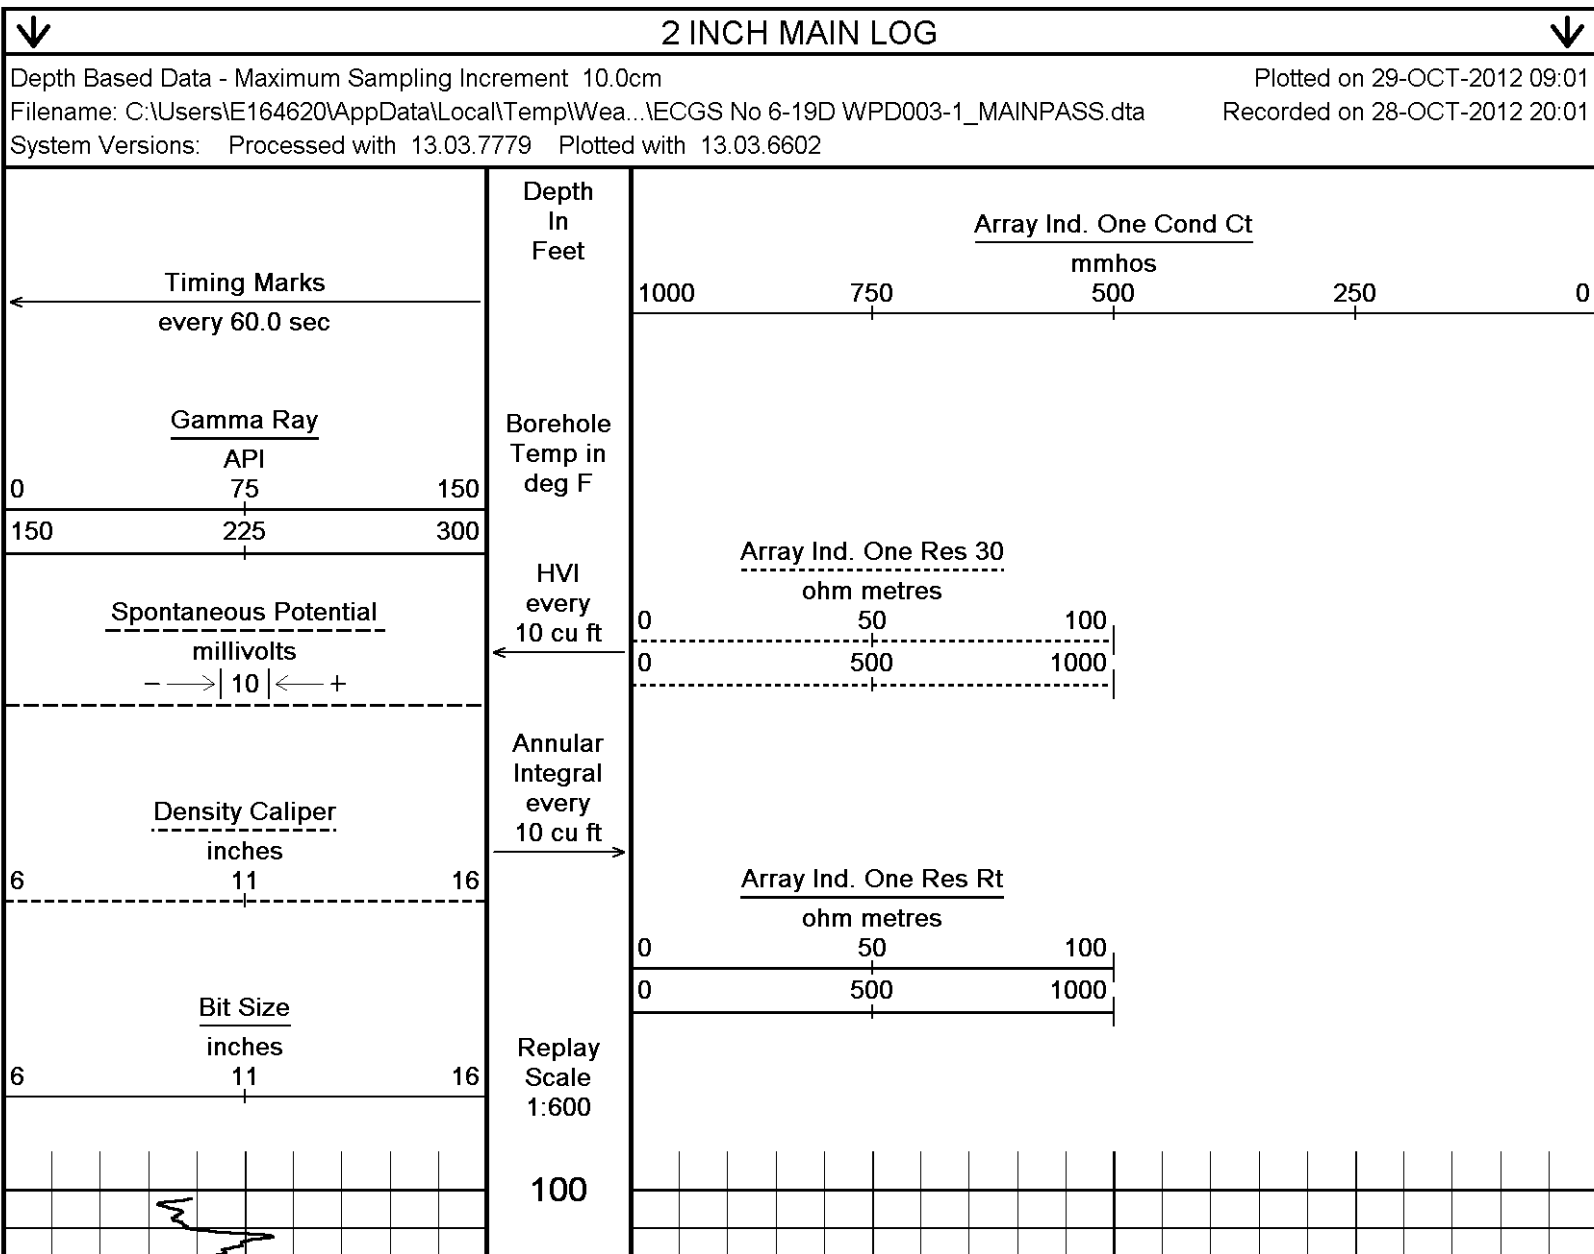 2 INCH MAIN LOG
Depth Based Data - Maximum Sampling Increment 10.0cm
Plotted on 29-OCT-2012 09:01
Filename: C:\Users\E164620\AppData\Local\Temp\Wea...\ECGS No 6-19D WPD003-1_MAINPASS.dta
Recorded on 28-OCT-2012 20:01
System Versions: Processed with 13.03.7779 Plotted with 13.03.6602
Timing Marks
every 60.0 sec
Gamma Ray
API
0 75 150
150 225 300
Spontaneous Potential
millivolts
- 10 +
Density Caliper
inches
6 11 16
Bit Size
inches
6 11 16
Depth
In
Feet
Borehole
Temp in
deg F
HVI
every
10 cu ft
Annular
Integral
every
10 cu ft
Replay
Scale
1:600
100
Array Ind. One Cond Ct
mmhos
1000 750 500 250 0
Array Ind. One Res 30
ohm metres
0 50 100
0 500 1000
Array Ind. One Res Rt
ohm metres
0 50 100
0 500 1000